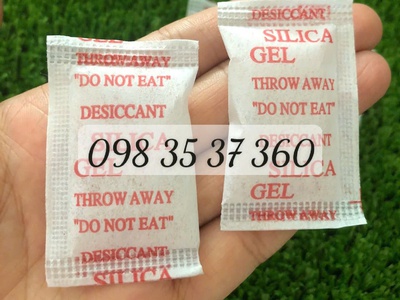 GEL
THROW AWAY
"DO NOT EAT"
DESICCANT
SILICA
GEL
THROW AWAY
"DO NOT EAT"
DESICCANT
SILICA
DESICCANT
SILICA
GEL
THROW AWAY
"DO NOT EAT"
DESICCANT
SILICA
GEL
THROW AWAY
098 35 37 360